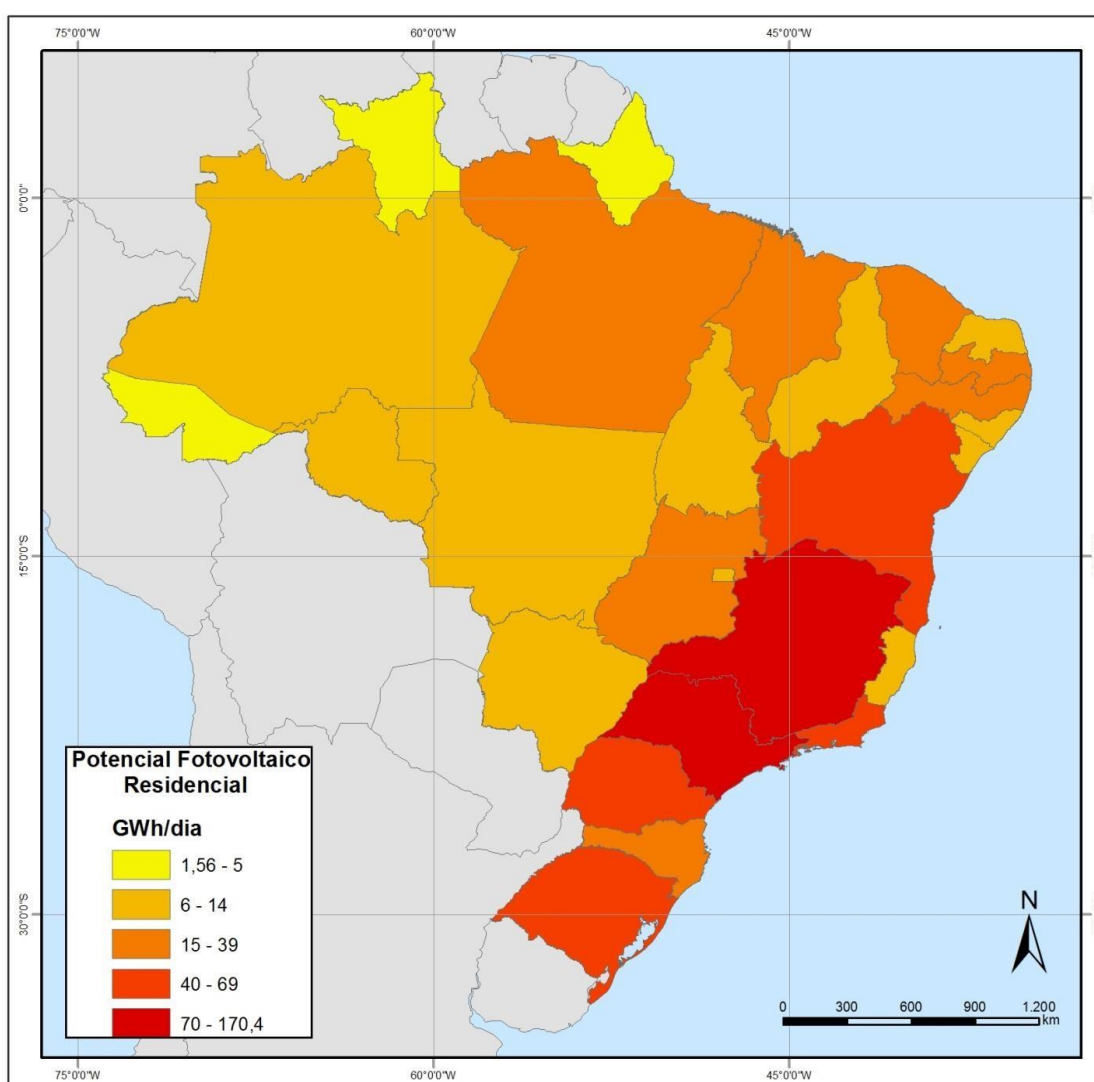 75°0'0"W 60°0'0"W 45°0'0"W
0°0'0"
15°0'0"S
30°0'0"S
Potencial Fotovoltaico
Residencial
GWh/dia
1,56 - 5
6 - 14
15 - 39
40 - 69
70 - 170,4
N
0 300 600 900 1.200
km
75°0'0"W 60°0'0"W 45°0'0"W